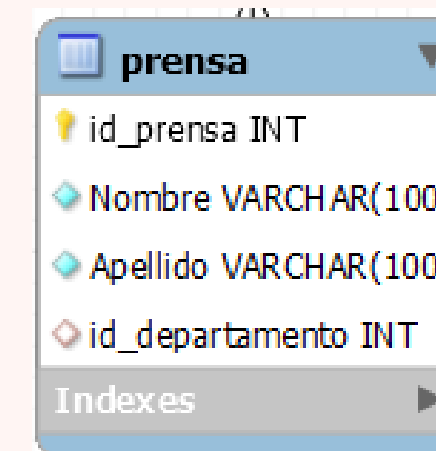 prensa
id_prensa INT
Nombre VARCHAR(100
Apellido VARCHAR(100
id_departamento INT
Indexes